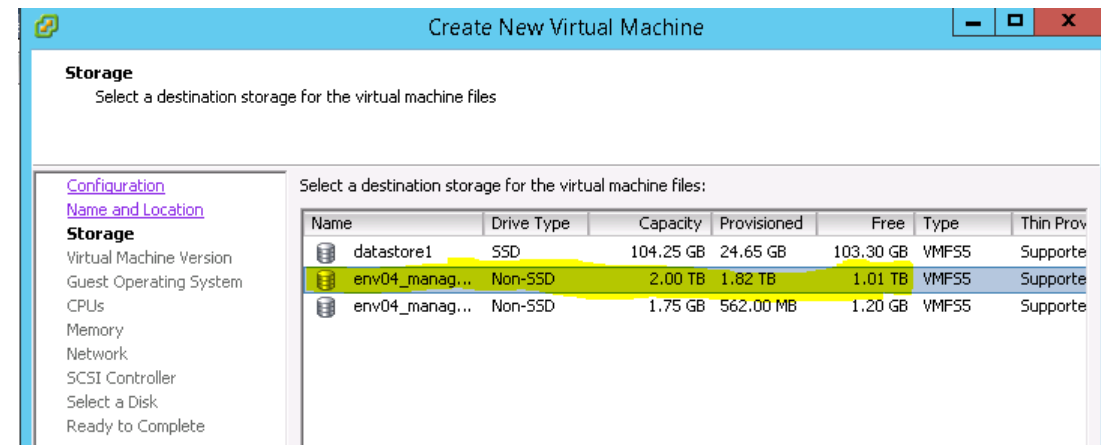 Create New Virtual Machine
Storage
Select a destination storage for the virtual machine files
Configuration
Name and Location
Storage
Virtual Machine Version
Guest Operating System
CPUs
Memory
Network
SCSI Controller
Select a Disk
Ready to Complete
Select a destination storage for the virtual machine files:
Name Drive Type Capacity Provisioned Free Type Thin Prov
datastore1 SSD 104.25 GB 24.65 GB 103.30 GB VMFS5 Supporte
env04_manag... Non-SSD 2.00 TB 1.82 TB 1.01 TB VMFS5 Supporte
env04_manag... Non-SSD 1.75 GB 562.00 MB 1.20 GB VMFS5 Supporte